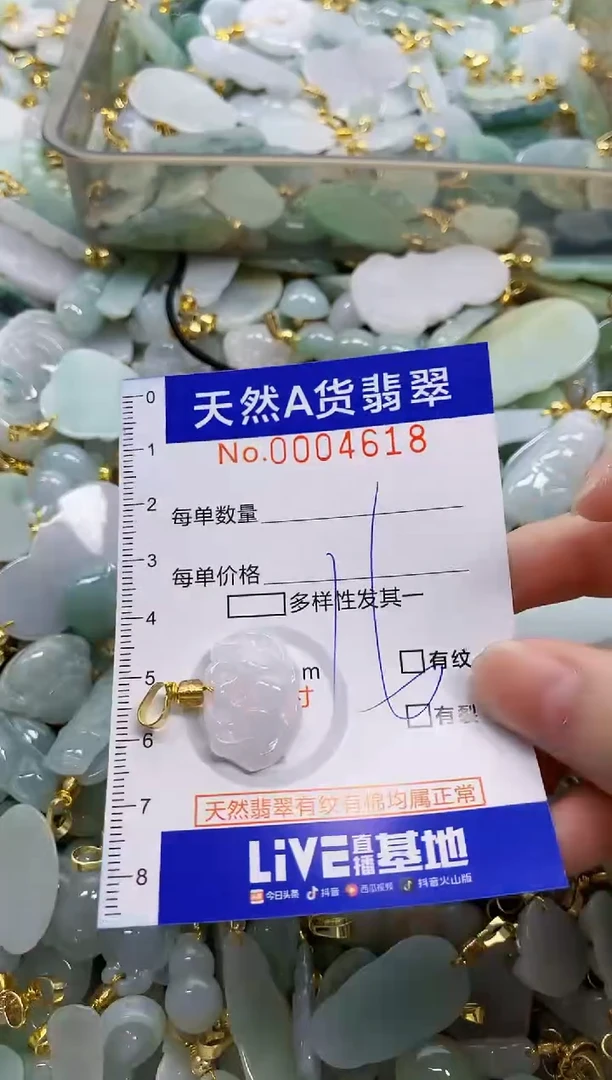 天然A货翡翠
No.0004618
0
1
2
3
4
5
6
7
8
每单数量
每单价格
多样性发其一
m
寸
有纹
有裂
天然翡翠有纹有棉均属正常
LiVE直播基地
今日头条 抖音 西瓜视频 抖音火山版